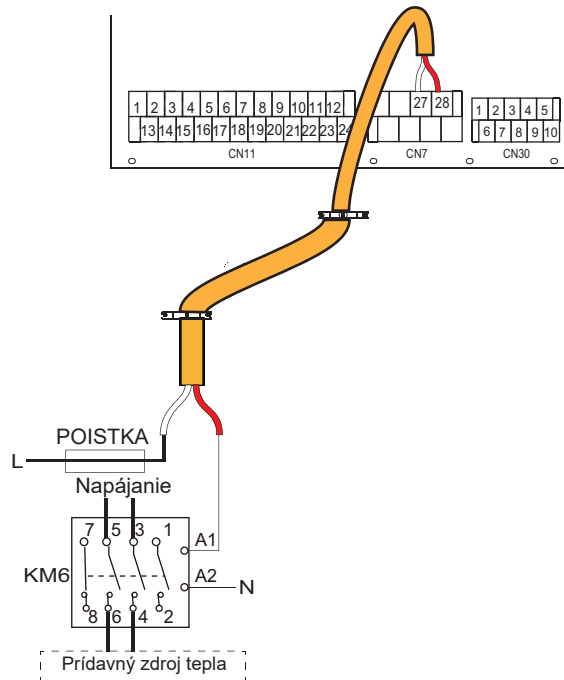 27 28
1 2 3 4 5 6 7 8 9 10 11 12
1 2 3 4 5
13 14 15 16 17 18 19 20 21 22 23 24
6 7 8 9 10
CN11 CN7 CN30
POISTKA
L
Napájanie
7 5 3 1
A1
KM6
A2 N
8 6 4 2
Prídavný zdroj tepla